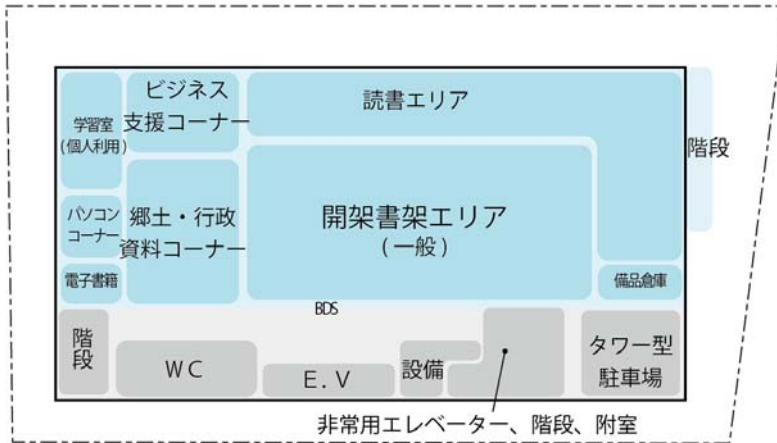 ビジネス
支援コーナー
読書エリア
学習室
(個人利用)
階段
パソコン
コーナー
郷土・行政
資料コーナー
開架書架エリア
(一般)
電子書籍
備品倉庫
BDS
階段
WC
E.V
設備
タワー型
駐車場
非常用エレベーター、階段、附室